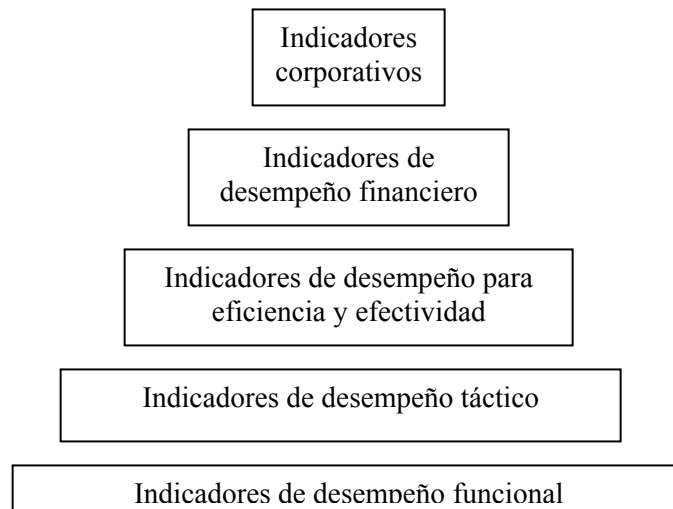 Indicadores
corporativos
Indicadores de
desempeño financiero
Indicadores de desempeño para
eficiencia y efectividad
Indicadores de desempeño táctico
Indicadores de desempeño funcional